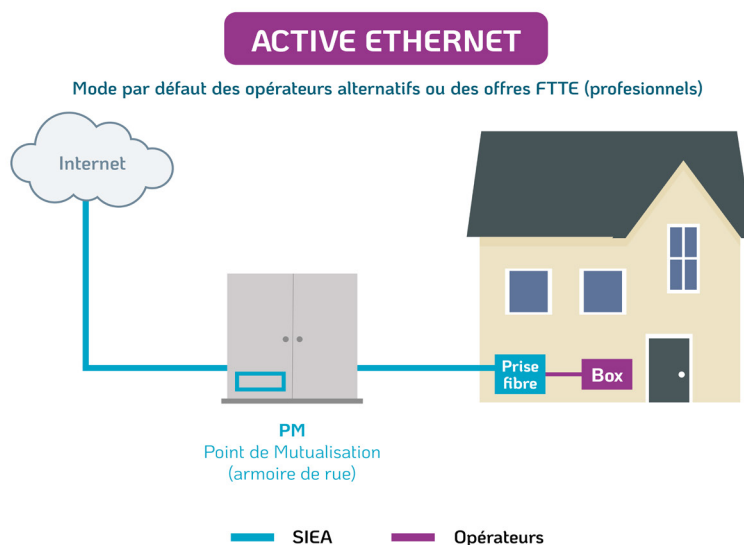 ACTIVE ETHERNET
Mode par défaut des opérateurs alternatifs ou des offres FTTE (profesionnels)
Internet
Prise
fibre
Box
PM
Point de Mutualisation
(armoire de rue)
SIEA
Opérateurs